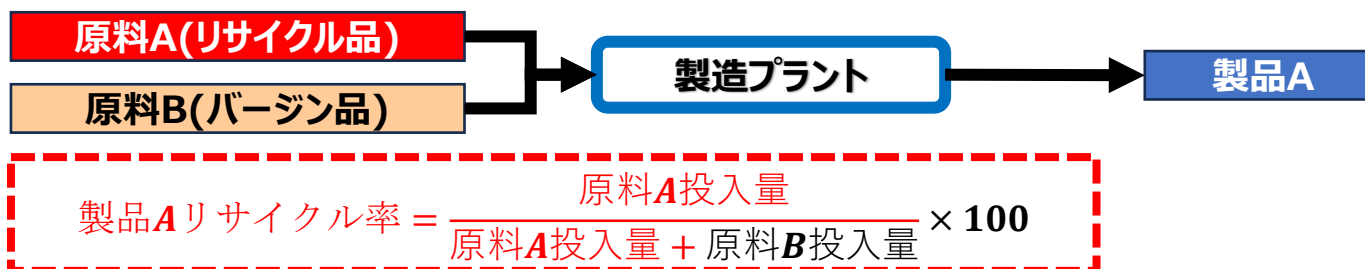 原料A(リサイクル品)
原料B(バージン品)
製造プラント
製品A
製品Aリサイクル率 = 原料A投入量 / 原料A投入量 + 原料B投入量 × 100